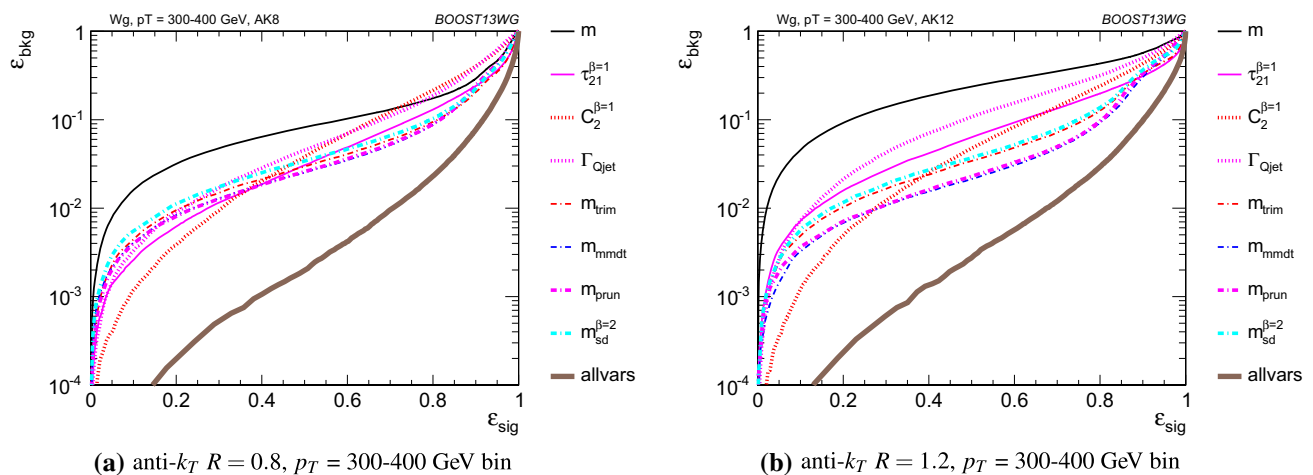 Wg, pT = 300-400 GeV, AK8 BOOST13WG
ε_bkg
1
10^-1
10^-2
10^-3
10^-4
0 0.2 0.4 0.6 0.8 1
ε_sig
m
τ_21^β=1
C_2^β=1
Γ_Qjet
m_trim
m_mmdt
m_prun
m_sd^β=2
allvars
(a) anti-k_T R = 0.8, p_T = 300-400 GeV bin
Wg, pT = 300-400 GeV, AK12 BOOST13WG
ε_bkg
1
10^-1
10^-2
10^-3
10^-4
0 0.2 0.4 0.6 0.8 1
ε_sig
m
τ_21^β=1
C_2^β=1
Γ_Qjet
m_trim
m_mmdt
m_prun
m_sd^β=2
allvars
(b) anti-k_T R = 1.2, p_T = 300-400 GeV bin